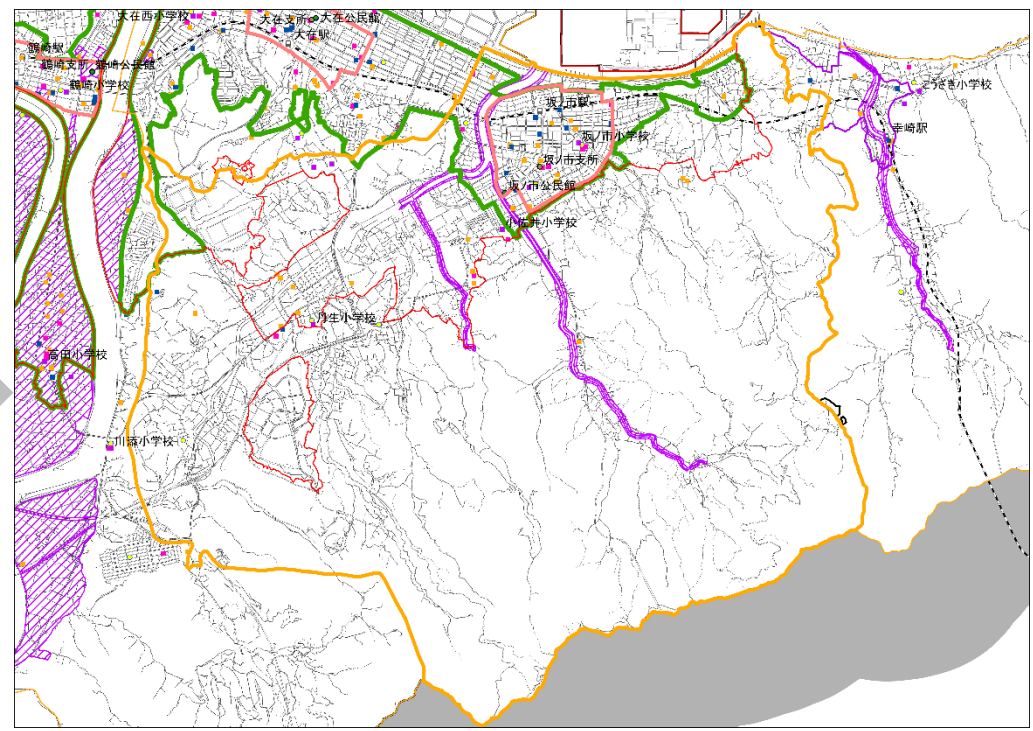 大在西小学校
大在支所 大在公民館
大在駅
鶴崎駅
鶴崎支所 鶴崎公民館
鶴崎小学校
坂ノ市駅
坂ノ市小学校
坂ノ市支所
坂ノ市公民館
小佐井小学校
こうざき小学校
幸崎駅
川生小学校
高田小学校
川添小学校